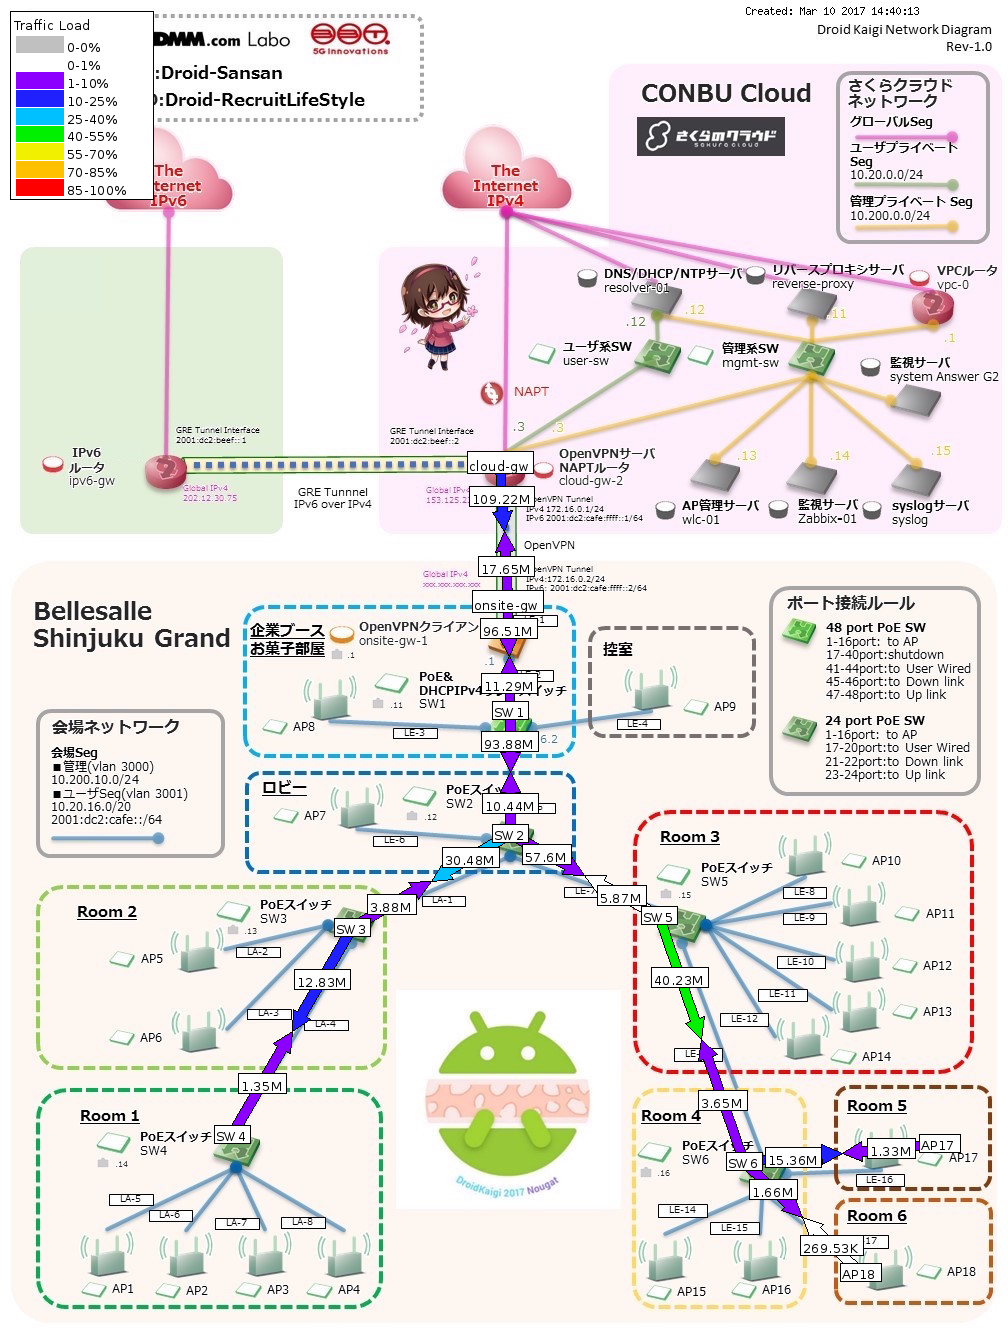 Created: Mar 10 2017 14:40:13
Droid Kaigi Network Diagram
Rev-1.0
Traffic Load
0-0%
0-1%
1-10%
10-25%
25-40%
40-55%
55-70%
70-85%
85-100%
DMM.com Labo
5G innovations
:Droid-Sansan
:Droid-RecruitLifeStyle
The
Internet
IPv6
The
Internet
IPv4
CONBU Cloud
さくらのクラウド
SAKURA CLOUD
さくらクラウド
ネットワーク
グローバルSeg
ユーザプライベート
Seg
10.20.0.0/24
管理プライベート Seg
10.200.0.0/24
DNS/DHCP/NTPサーバ
resolver-01
リバースプロキシサーバ
reverse-proxy
VPCルータ
vpc-0
.12
.12
.11
.1
ユーザ系SW
user-sw
管理系SW
mgmt-sw
監視サーバ
system Answer G2
NAPT
.3
.3
.13
.14
.15
GRE Tunnel Interface
2001:dc2:beef::1
GRE Tunnel Interface
2001:dc2:beef::2
IPv6
ルータ
ipv6-gw
Global IPv4
202.12.30.75
GRE Tunnnel
IPv6 over IPv4
cloud-gw
OpenVPNサーバ
NAPTルータ
cloud-gw-2
AP管理サーバ
wlc-01
監視サーバ
Zabbix-01
syslogサーバ
syslog
109.22M
IPv4 172.16.0.1/24
IPv6 2001:dc2:cafe:ffff::1/64
OpenVPN
17.65M
Global IPv4
xxx.xxx.xxx.xxx
IPv4:172.16.0.2/24
IPv6: 2001:dc2:cafe:ffff::2/64
onsite-gw
Bellesalle
Shinjuku Grand
企業ブース
お菓子部屋
OpenVPNクライアン
onsite-gw-1
.1
96.51M
.1
11.29M
PoE&
DHCPIPv4
スイッチ
SW1
.11
SW1
6.2
93.88M
AP8
LE-3
控室
LE-4
AP9
ポート接続ルール
48 port PoE SW
1-16port: to AP
17-40port:shutdown
41-44port:to User Wired
45-46port:to Down link
47-48port:to Up link
24 port PoE SW
1-16port: to AP
17-20port:to User Wired
21-22port:to Down link
23-24port:to Up link
会場ネットワーク
会場Seg
■管理(vlan 3000)
10.200.10.0/24
■ユーザSeg(vlan 3001)
10.20.16.0/20
2001:dc2:cafe::/64
ロビー
AP7
PoEスイッ
SW2
.12
10.44M
LE-6
SW2
30.48M
57.6M
LA-1
3.88M
5.87M
Room 2
PoEスイッチ
SW3
.13
SW3
LA-2
AP5
12.83M
LA-3
LA-4
AP6
1.35M
Room 1
PoEスイッチ
SW4
.14
SW4
LA-5
LA-6
LA-7
LA-8
AP1
AP2
AP3
AP4
DroidKaigi 2017 Nougat
Room 3
PoEスイッチ
SW5
.15
SW5
LE-8
AP10
LE-9
AP11
LE-10
AP12
LE-11
AP13
LE-12
AP14
40.23M
3.65M
Room 4
PoEスイッチ
SW6
.16
SW6
15.36M
1.66M
LE-14
LE-15
AP15
AP16
Room 5
1.33M
AP17
AP17
LE-16
Room 6
17
269.53K
AP18
AP18